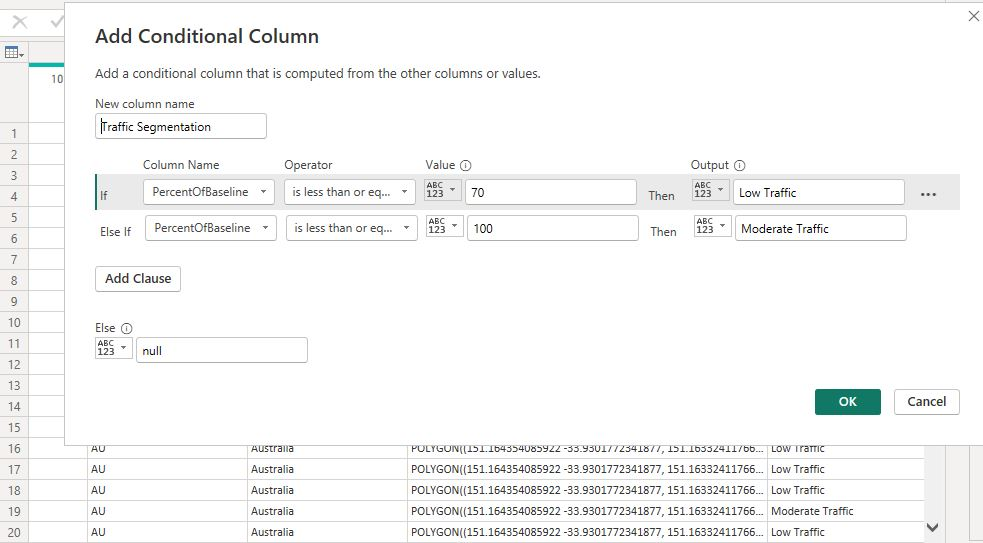 Add Conditional Column
Add a conditional column that is computed from the other columns or values.
New column name
Traffic Segmentation
Column Name Operator Value Output
If PercentOfBaseline is less than or eq... ABC 123 70 Then ABC 123 Low Traffic ...
Else If PercentOfBaseline is less than or eq... ABC 123 100 Then ABC 123 Moderate Traffic
Add Clause
Else
ABC 123 null
OK Cancel
10
1
2
3
4
5
6
7
8
9
10
11
12
13
14
15
16 AU Australia POLYGON((151.164354085922 -33.9301772341877, 151.16332411766... Low Traffic
17 AU Australia POLYGON((151.164354085922 -33.9301772341877, 151.16332411766... Low Traffic
18 AU Australia POLYGON((151.164354085922 -33.9301772341877, 151.16332411766... Low Traffic
19 AU Australia POLYGON((151.164354085922 -33.9301772341877, 151.16332411766... Moderate Traffic
20 AU Australia POLYGON((151.164354085922 -33.9301772341877, 151.16332411766... Low Traffic